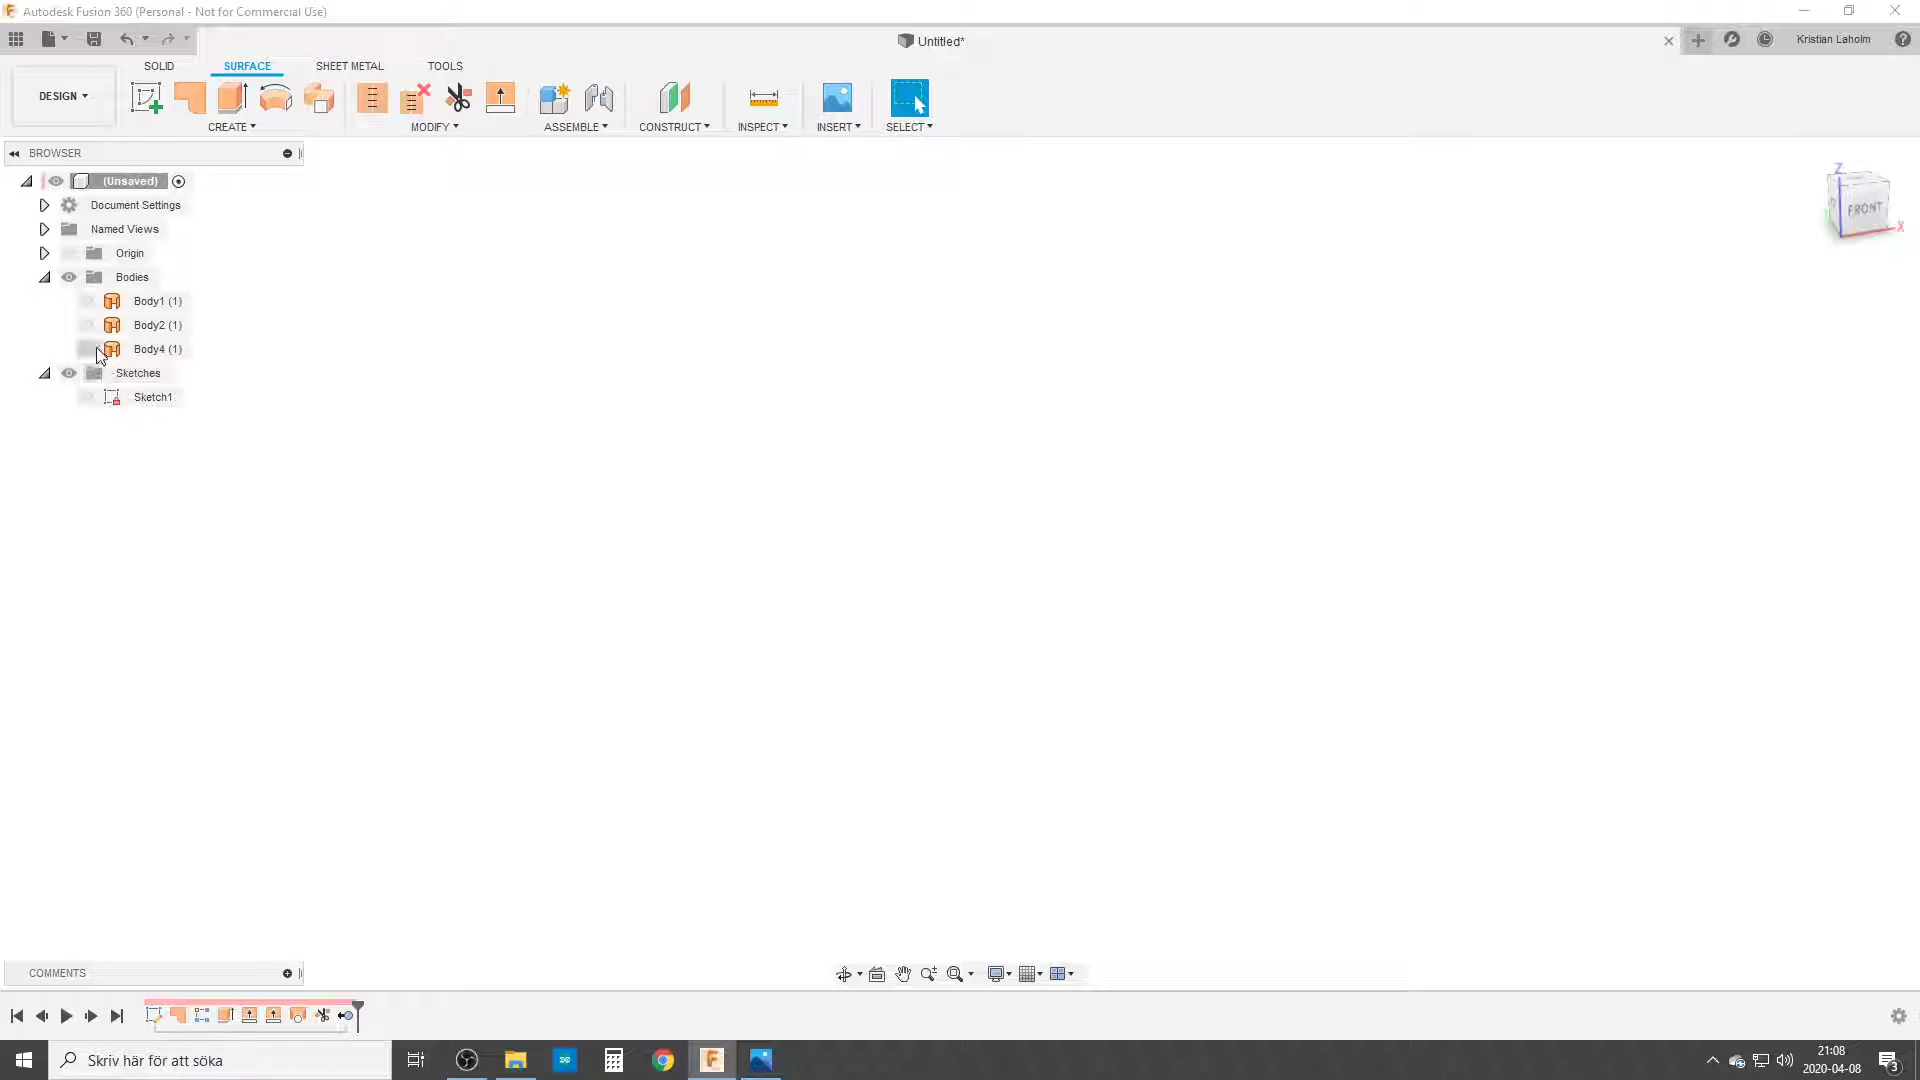 Autodesk Fusion 360 (Personal - Not for Commercial Use)
Untitled*
Kristian Laholm
SOLID
SURFACE
SHEET METAL
TOOLS
DESIGN
CREATE
MODIFY
ASSEMBLE
CONSTRUCT
INSPECT
INSERT
SELECT
BROWSER
(Unsaved)
Document Settings
Named Views
Origin
Bodies
Body1 (1)
Body2 (1)
Body4 (1)
Sketches
Sketch1
Z
FRONT
X
COMMENTS
Skriv här för att söka
21:08
2020-04-08
3